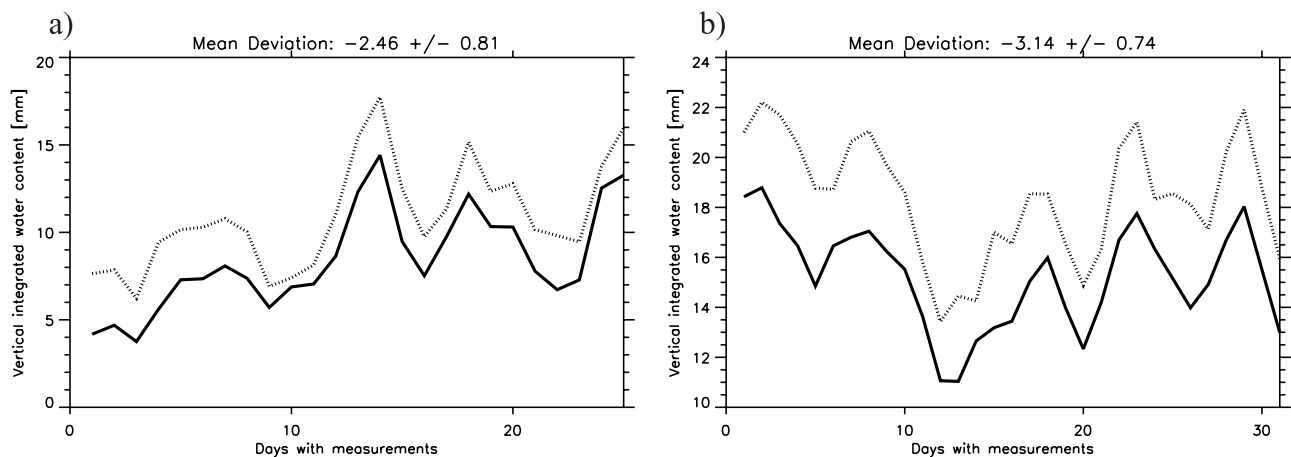 a)
Mean Deviation: −2.46 +/− 0.81
Vertical integrated water content [mm]
20
15
10
5
0
0 10 20
Days with measurements
b)
Mean Deviation: −3.14 +/− 0.74
Vertical integrated water content [mm]
24
22
20
18
16
14
12
10
0 10 20 30
Days with measurements